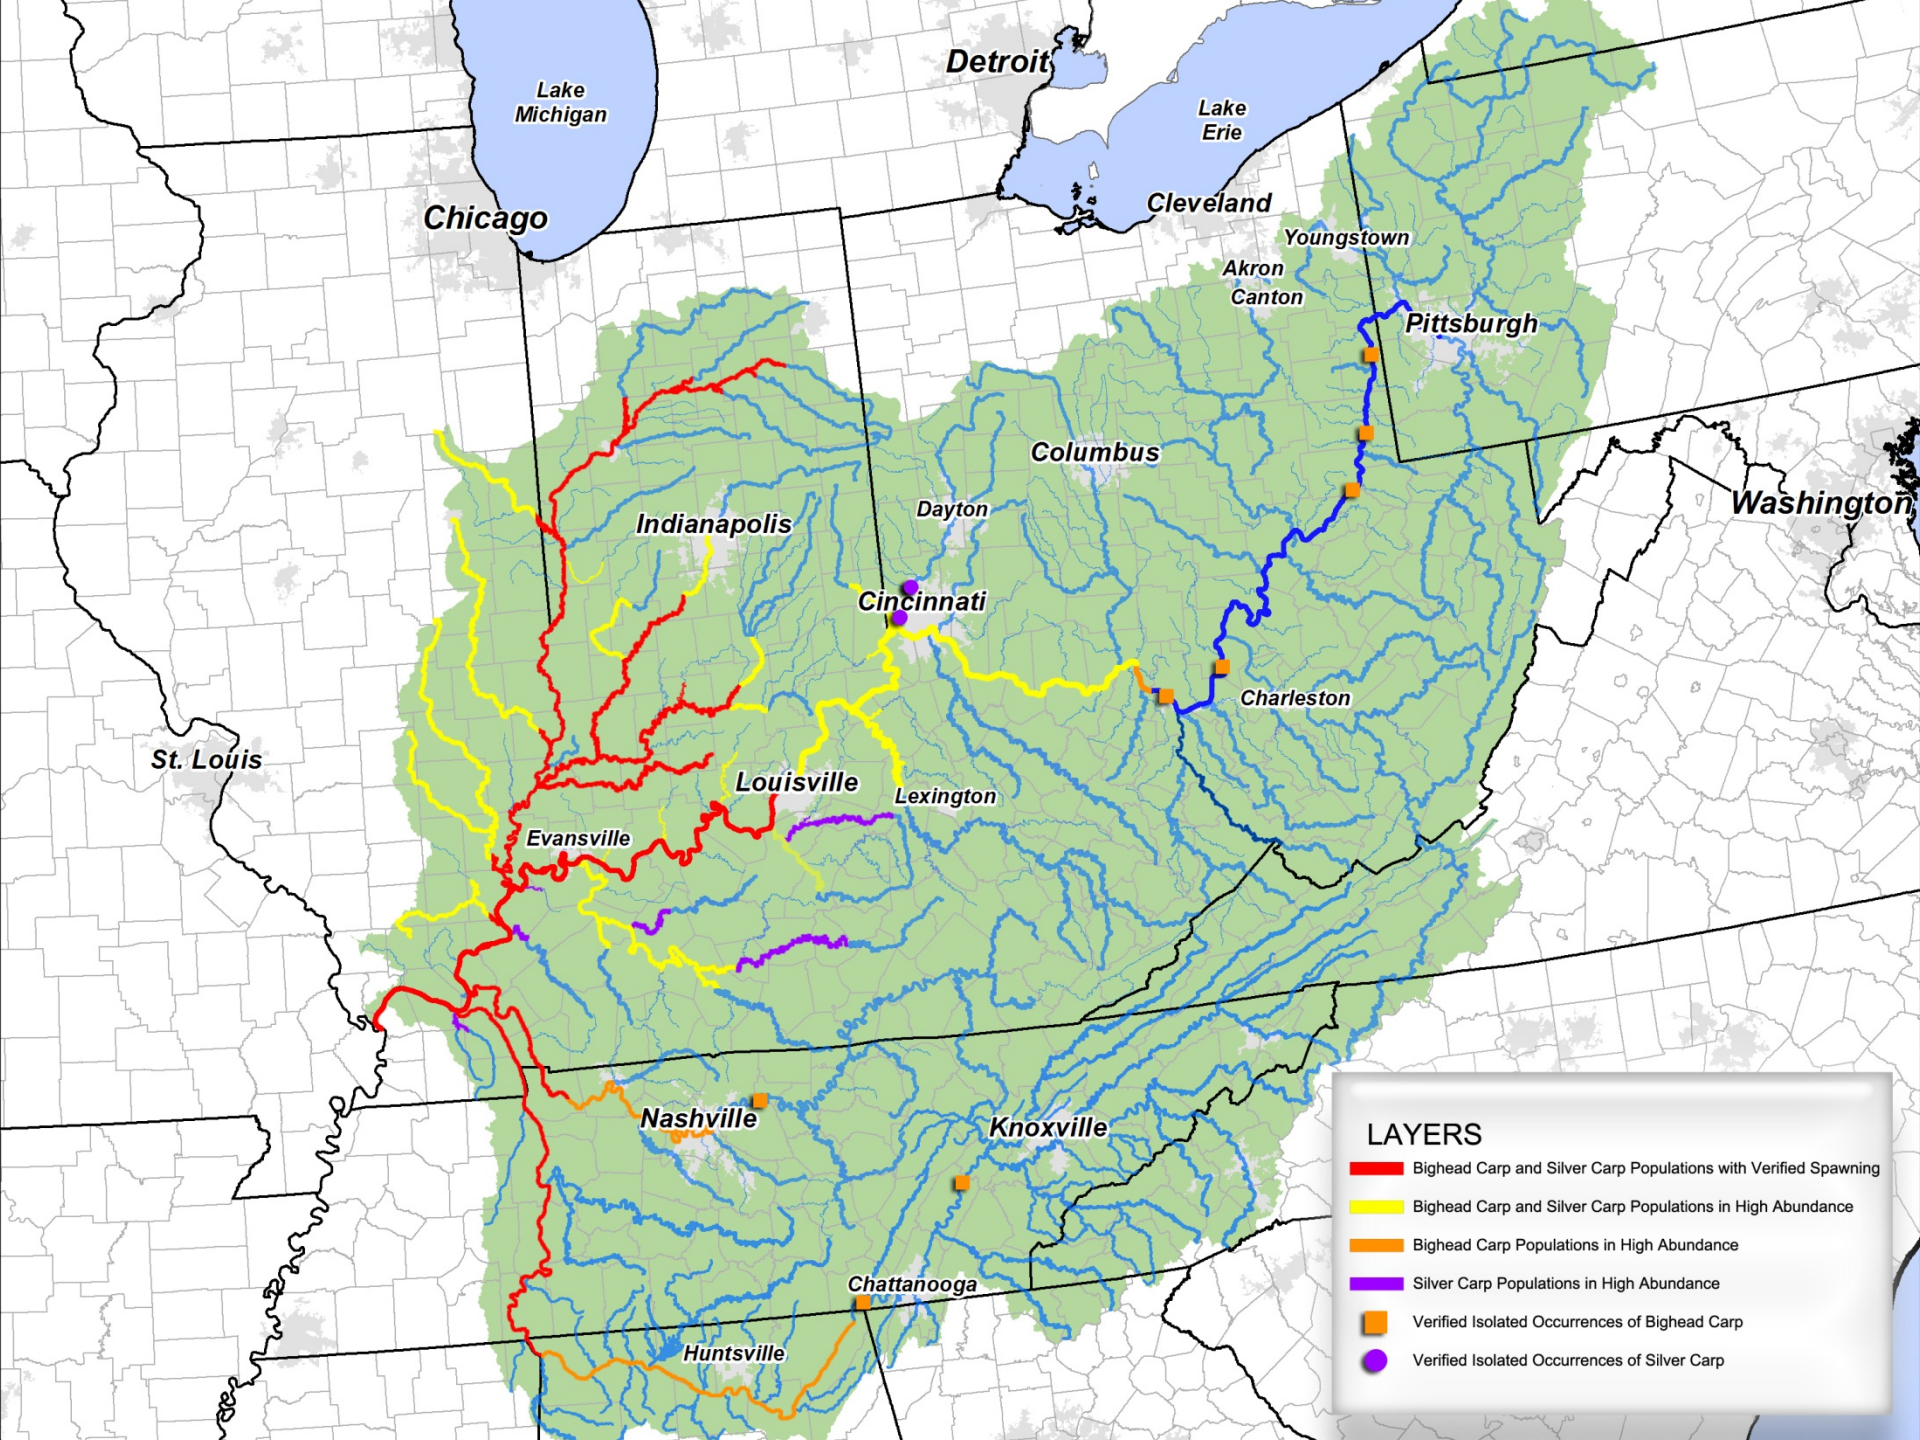 Detroit
Lake
Michigan
Lake
Erie
Chicago
Cleveland
Youngstown
Akron
Canton
Pittsburgh
Columbus
Washington
Dayton
Indianapolis
Cincinnati
Charleston
St. Louis
Louisville
Lexington
Evansville
Nashville
Knoxville
Chattanooga
Huntsville
LAYERS
Bighead Carp and Silver Carp Populations with Verified Spawning
Bighead Carp and Silver Carp Populations in High Abundance
Bighead Carp Populations in High Abundance
Silver Carp Populations in High Abundance
Verified Isolated Occurrences of Bighead Carp
Verified Isolated Occurrences of Silver Carp